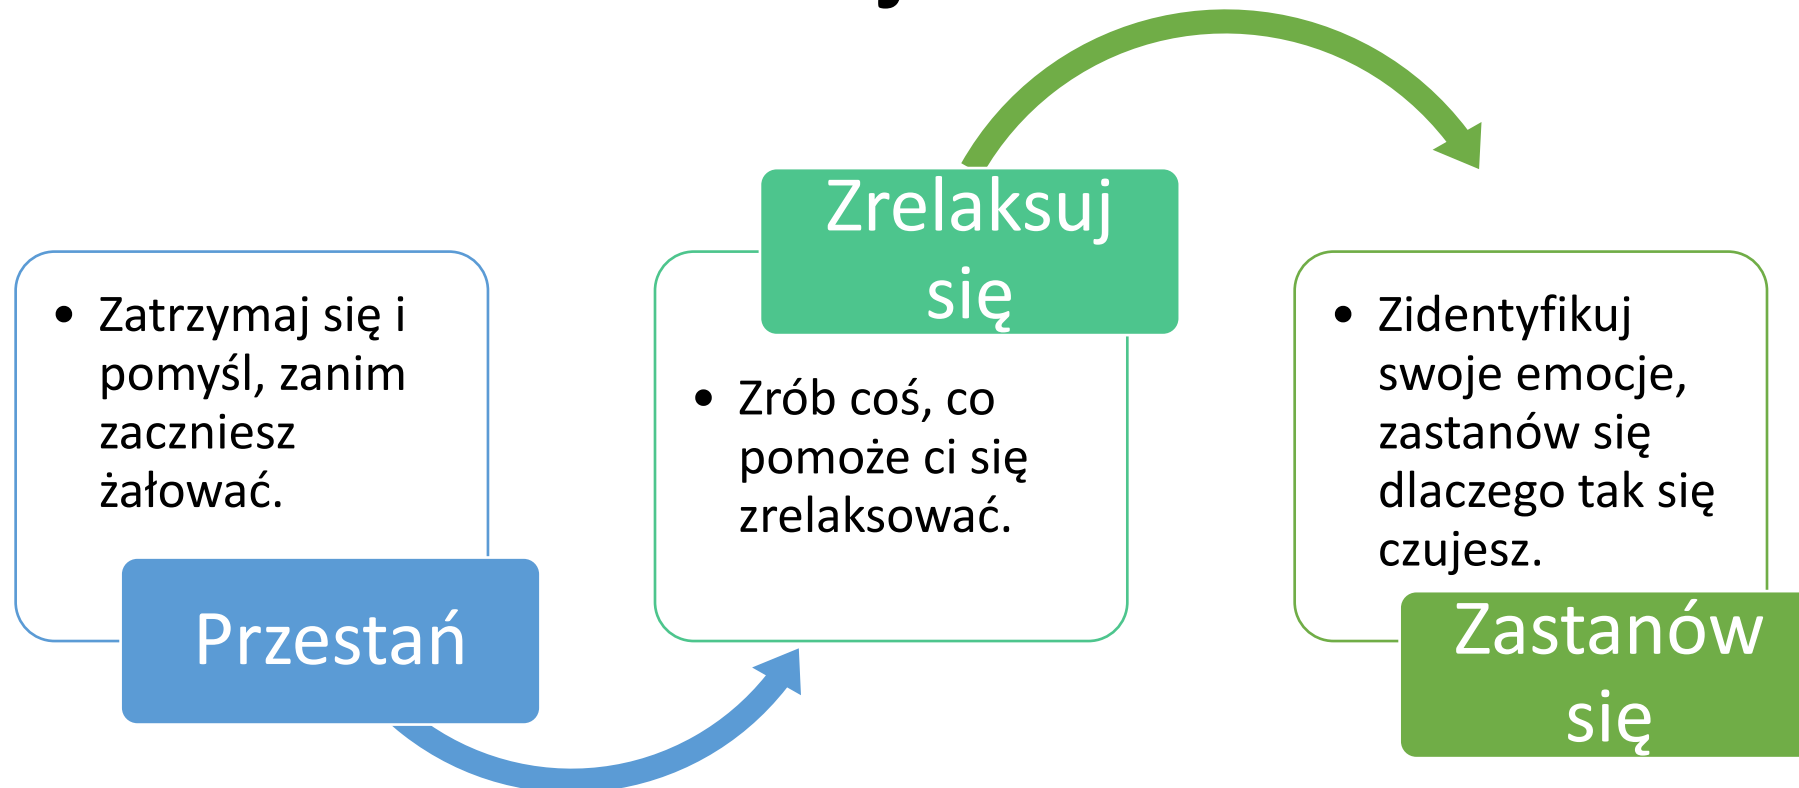 • Zatrzymaj się i
pomyśl, zanim
zaczniesz
żałować.
Przestań
Zrelaksuj
się
• Zrób coś, co
pomoże ci się
zrelaksować.
• Zidentyfikuj
swoje emocje,
zastanów się
dlaczego tak się
czujesz.
Zastanów
się